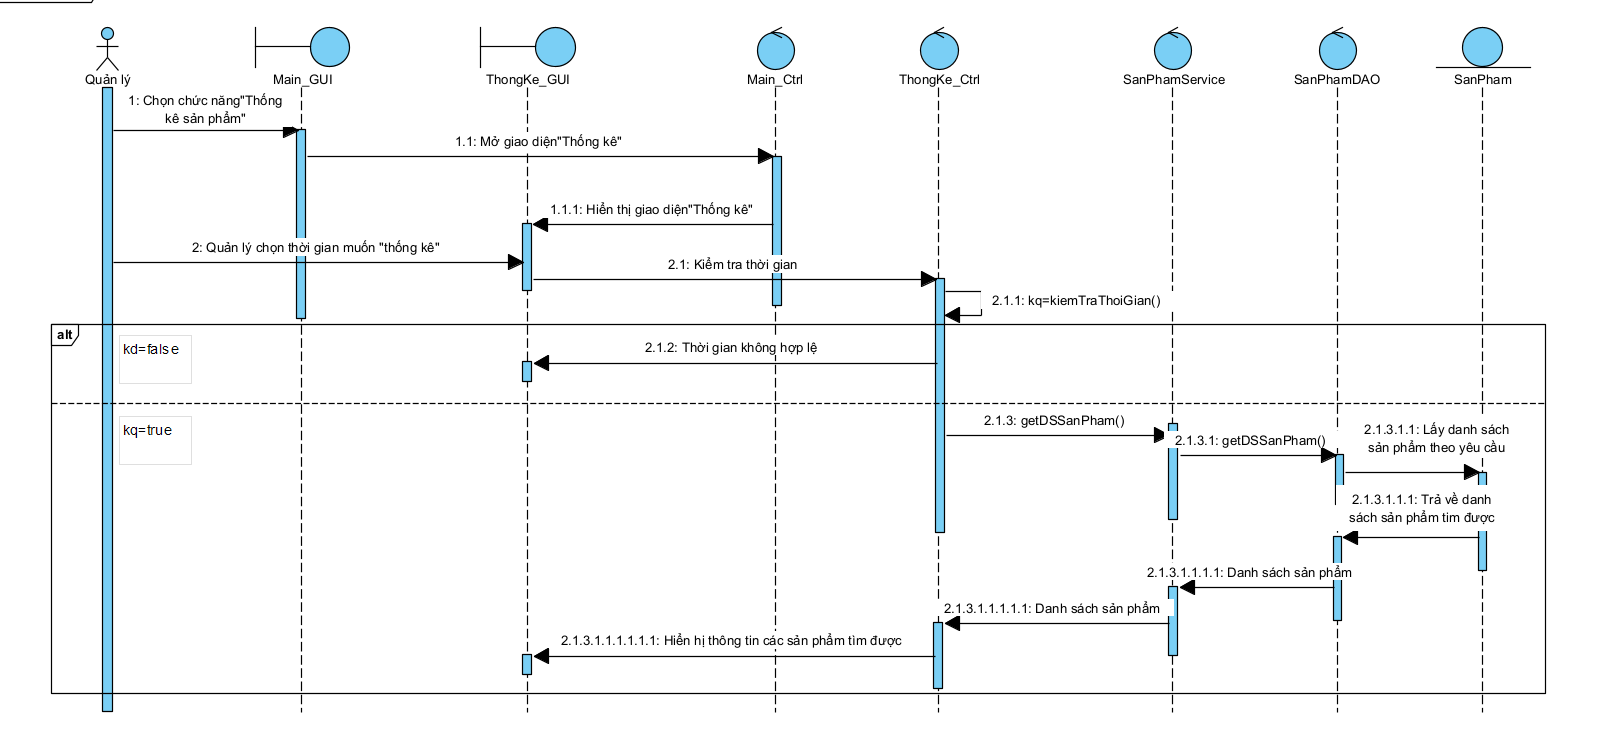 Quản lý
Main_GUI
ThongKe_GUI
Main_Ctrl
ThongKe_Ctrl
SanPhamService
SanPhamDAO
SanPham
1: Chọn chức năng"Thống
kê sản phẩm"
1.1: Mở giao diện"Thống kê"
1.1.1: Hiển thị giao diện"Thống kê"
2: Quản lý chọn thời gian muốn "thống kê"
2.1: Kiểm tra thời gian
2.1.1: kq=kiemTraThoiGian()
alt
kd=false
2.1.2: Thời gian không hợp lệ
kq=true
2.1.3: getDSSanPham()
2.1.3.1: getDSSanPham()
2.1.3.1.1: Lấy danh sách
sản phẩm theo yêu cầu
2.1.3.1.1.1: Trả về danh
sách sản phẩm tim được
2.1.3.1.1.1.1: Danh sách sản phẩm
2.1.3.1.1.1.1.1: Danh sách sản phẩm
2.1.3.1.1.1.1.1.1: Hiển hị thông tin các sản phẩm tìm được